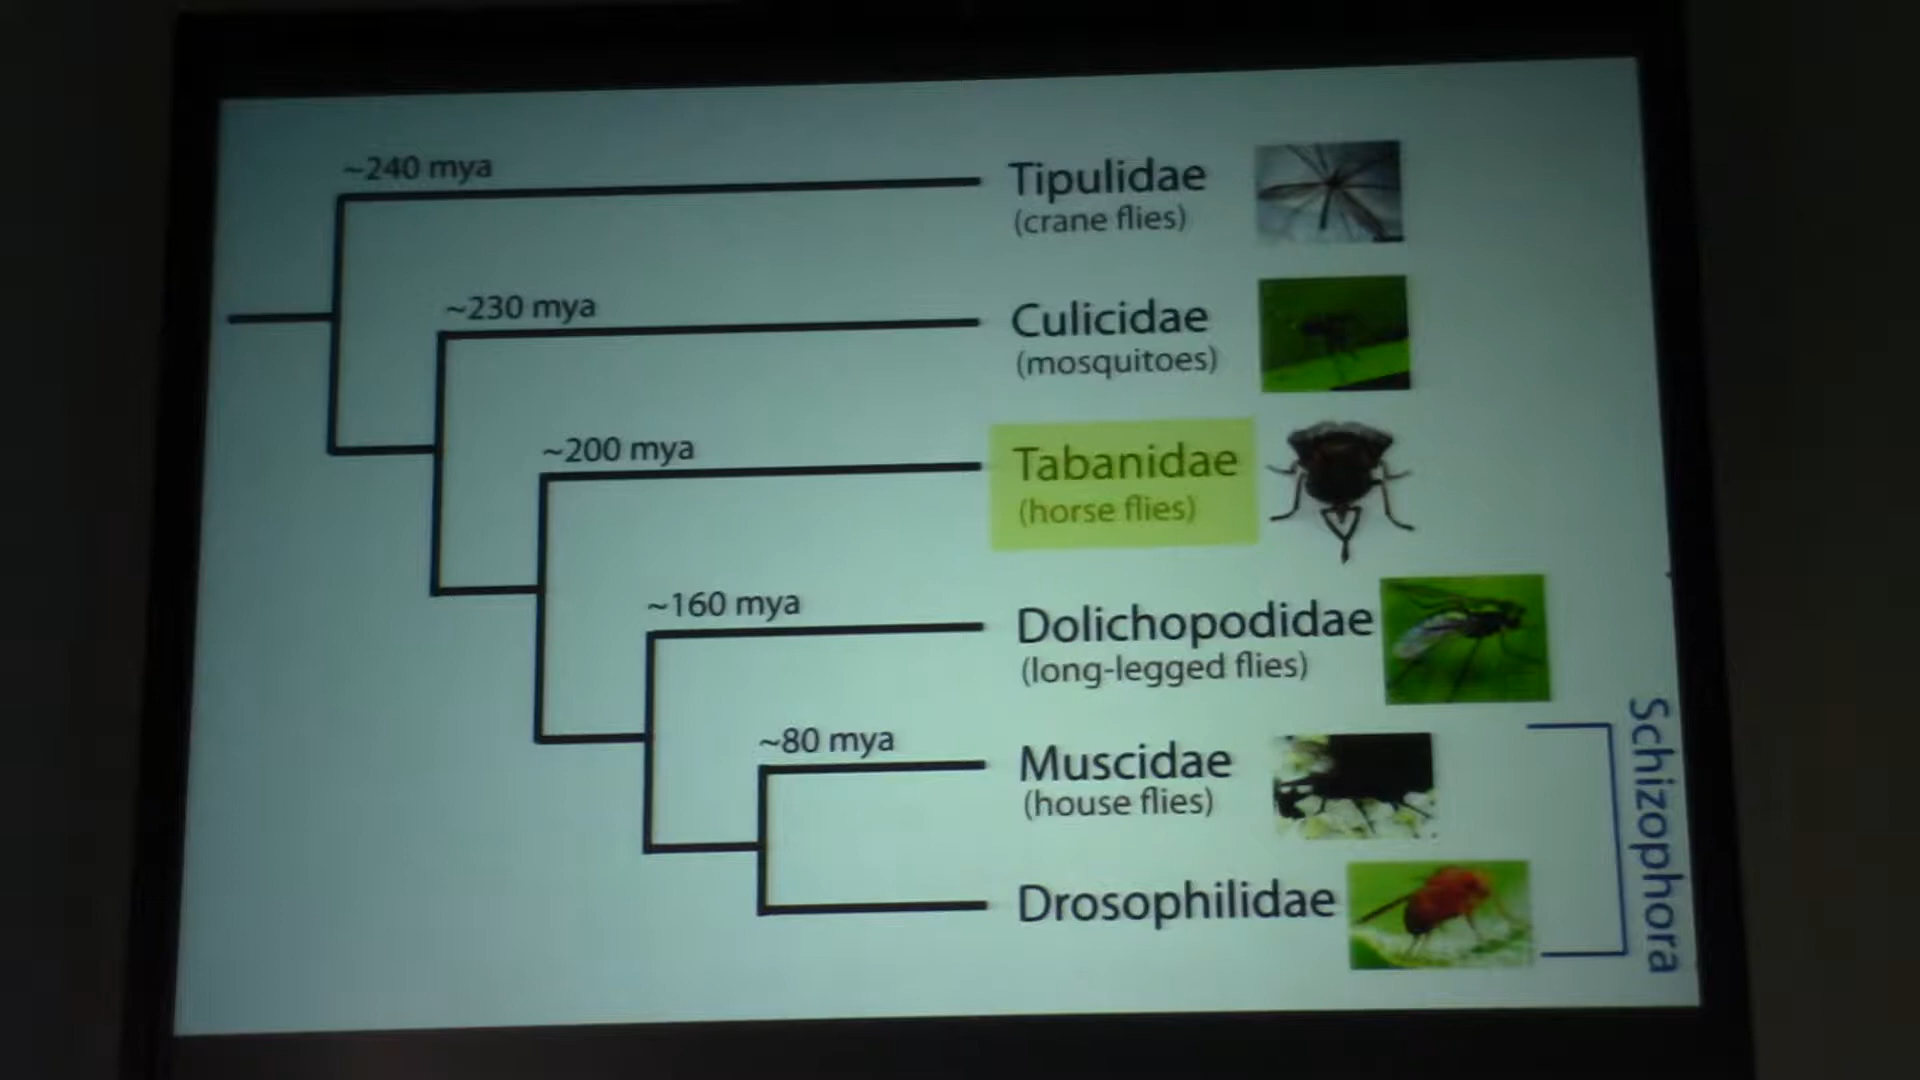 ~240 mya
Tipulidae
(crane flies)
~230 mya
Culicidae
(mosquitoes)
~200 mya
Tabanidae
(horse flies)
~160 mya
Dolichopodidae
(long-legged flies)
~80 mya
Muscidae
(house flies)
Drosophilidae
Schizophora